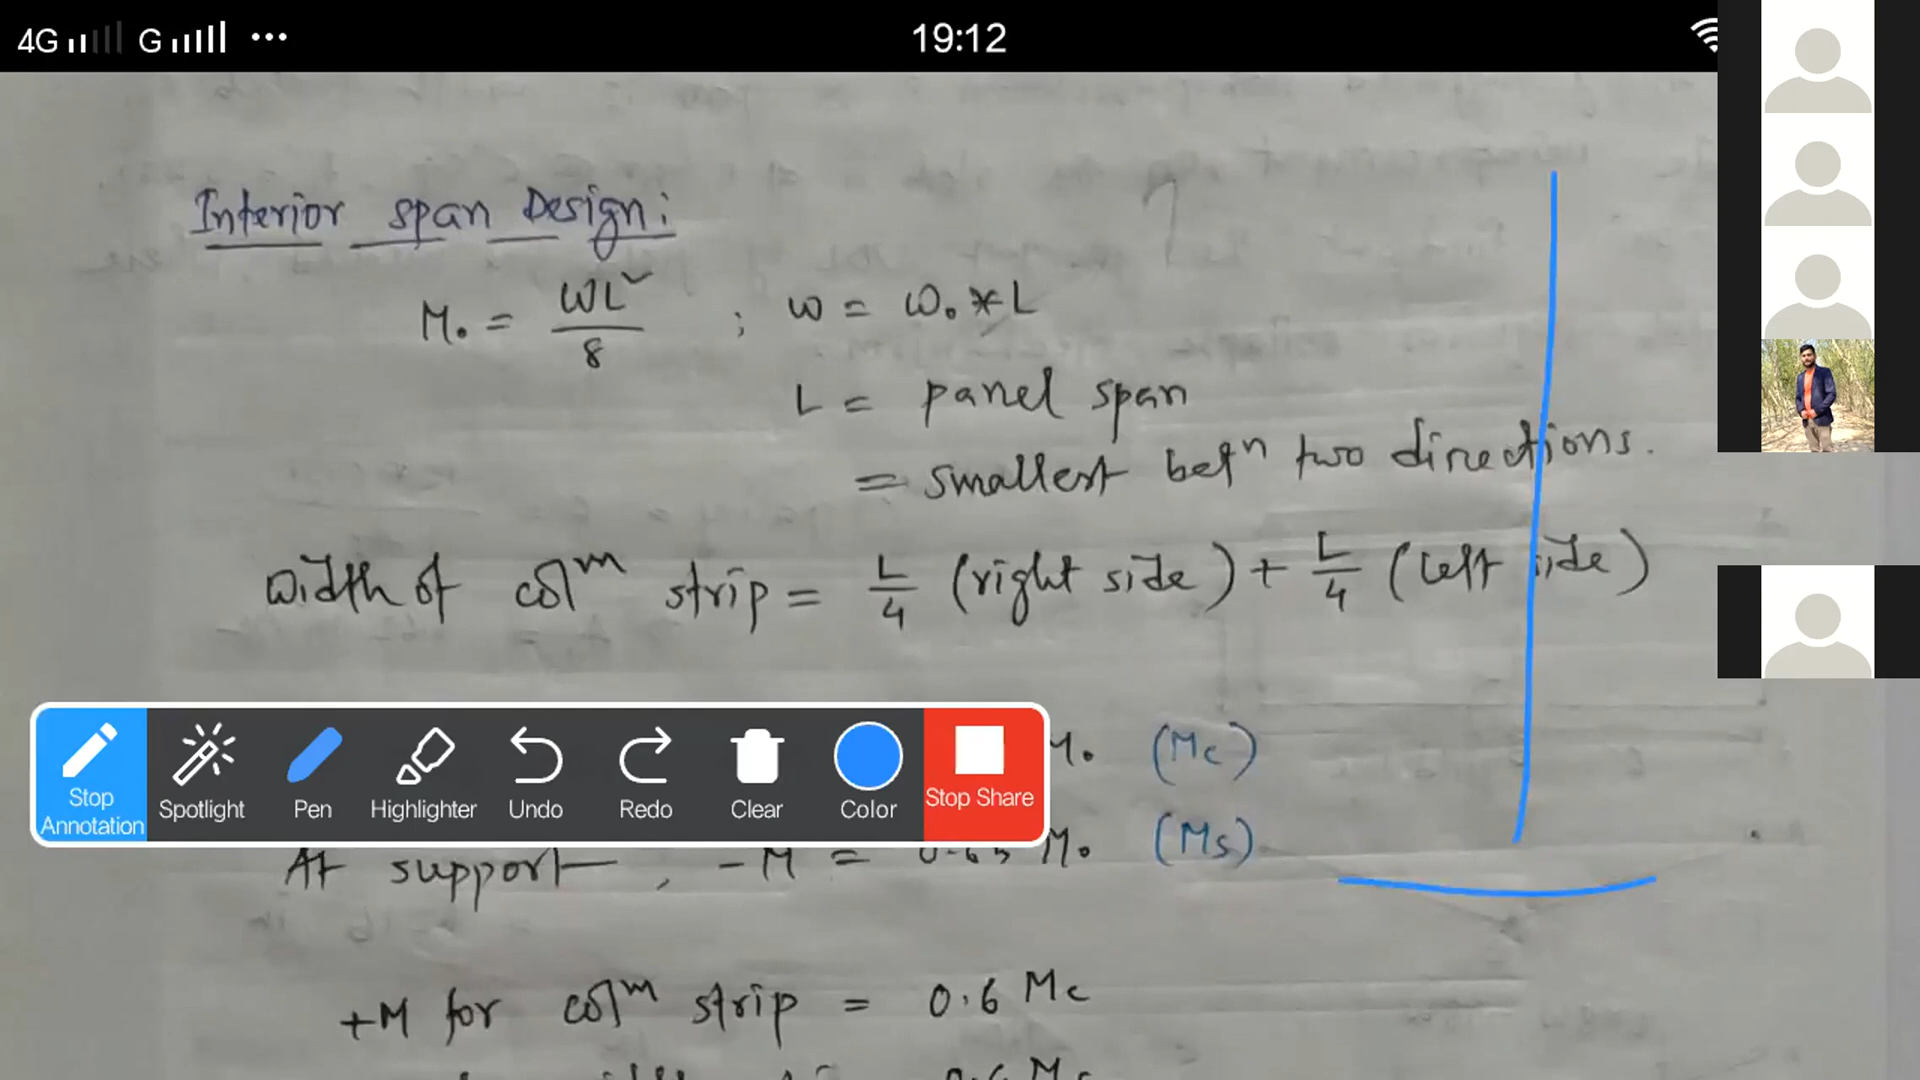 4G G ••• 19:12
Interior span Design:
M₀ = WL²/8 ; w = w₀ * L
L = panel span
= smallest betⁿ two directions.
width of colᵐ strip = L/4 (right side) + L/4 (left side)
M₀ (Mc)
At support, -M = 0.65 M₀ (Ms)
+M for colᵐ strip = 0.6 Mc
Stop Annotation
Spotlight
Pen
Highlighter
Undo
Redo
Clear
Color
Stop Share